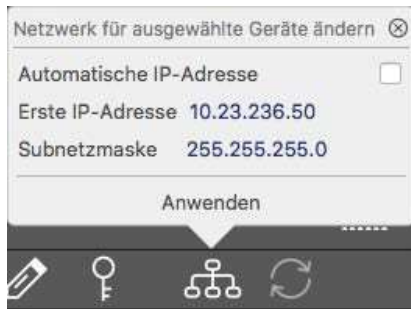 Netzwerk für ausgewählte Geräte ändern
Automatische IP-Adresse
Erste IP-Adresse 10.23.236.50
Subnetzmaske 255.255.255.0
Anwenden